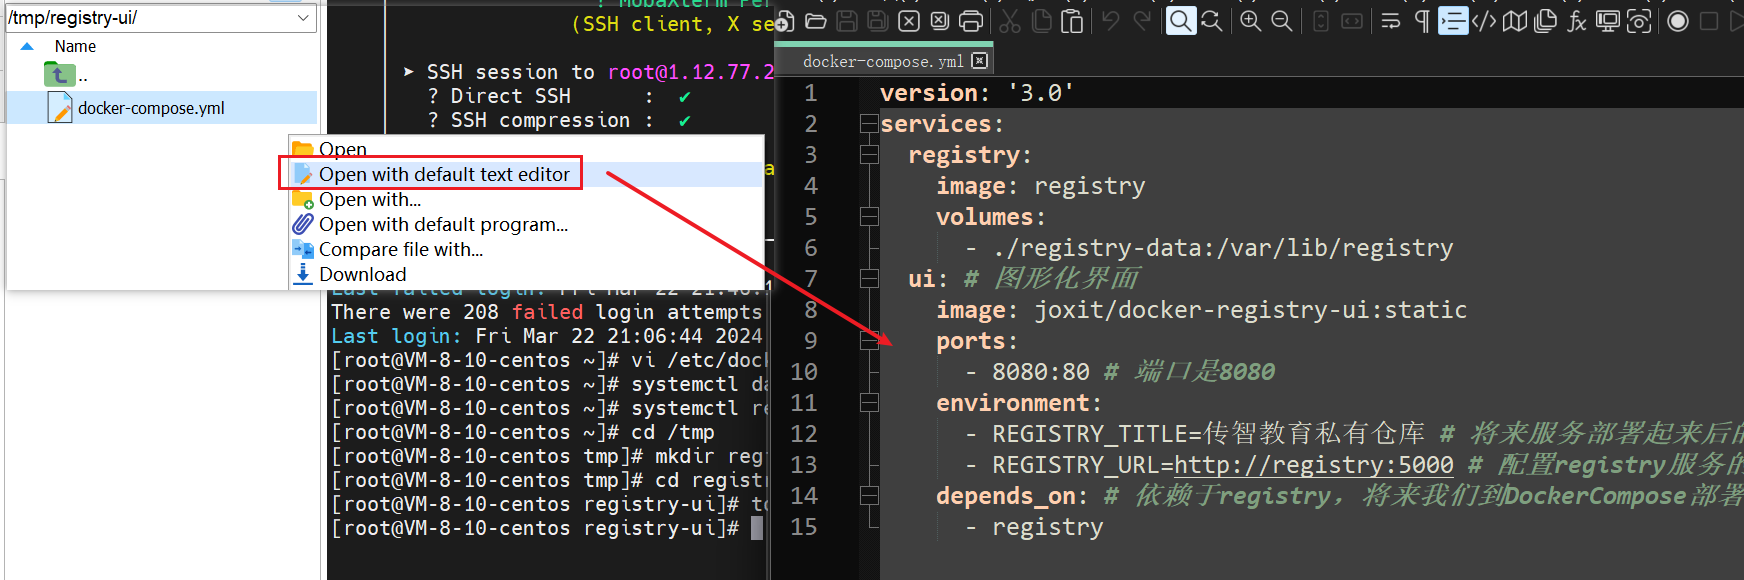 /tmp/registry-ui/
Name
..
docker-compose.yml
Open
Open with default text editor
Open with...
Open with default program...
Compare file with...
Download
(SSH client, X se
➤ SSH session to root@1.12.77.2
? Direct SSH : ✔
? SSH compression : ✔
There were 208 failed login attempts
Last login: Fri Mar 22 21:06:44 2024
[root@VM-8-10-centos ~]# vi /etc/dock
[root@VM-8-10-centos ~]# systemctl da
[root@VM-8-10-centos ~]# systemctl re
[root@VM-8-10-centos ~]# cd /tmp
[root@VM-8-10-centos tmp]# mkdir regi
[root@VM-8-10-centos tmp]# cd registr
[root@VM-8-10-centos registry-ui]# to
[root@VM-8-10-centos registry-ui]#
docker-compose.yml
1 version: '3.0'
2 services:
3 registry:
4 image: registry
5 volumes:
6 - ./registry-data:/var/lib/registry
7 ui: # 图形化界面
8 image: joxit/docker-registry-ui:static
9 ports:
10 - 8080:80 # 端口是8080
11 environment:
12 - REGISTRY_TITLE=传智教育私有仓库 # 将来服务部署起来后的
13 - REGISTRY_URL=http://registry:5000 # 配置registry服务的
14 depends_on: # 依赖于registry，将来我们到DockerCompose部署
15 - registry